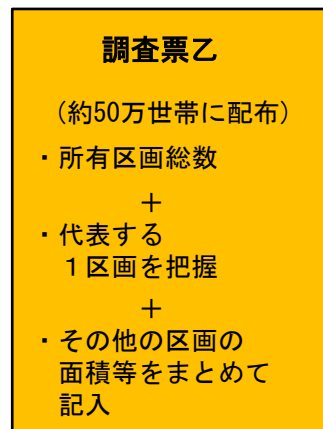 調査票乙
（約50万世帯に配布）
・所有区画総数
＋
・代表する
１区画を把握
＋
・その他の区画の
面積等をまとめて
記入